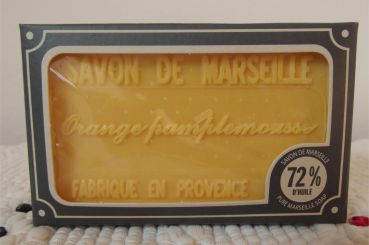 SAVON DE MARSEILLE
Orange pamplemousse
FABRIQUE EN PROVENCE
SAVON DE MARSEILLE
72%
D'HUILE
PURE MARSEILLE SOAP